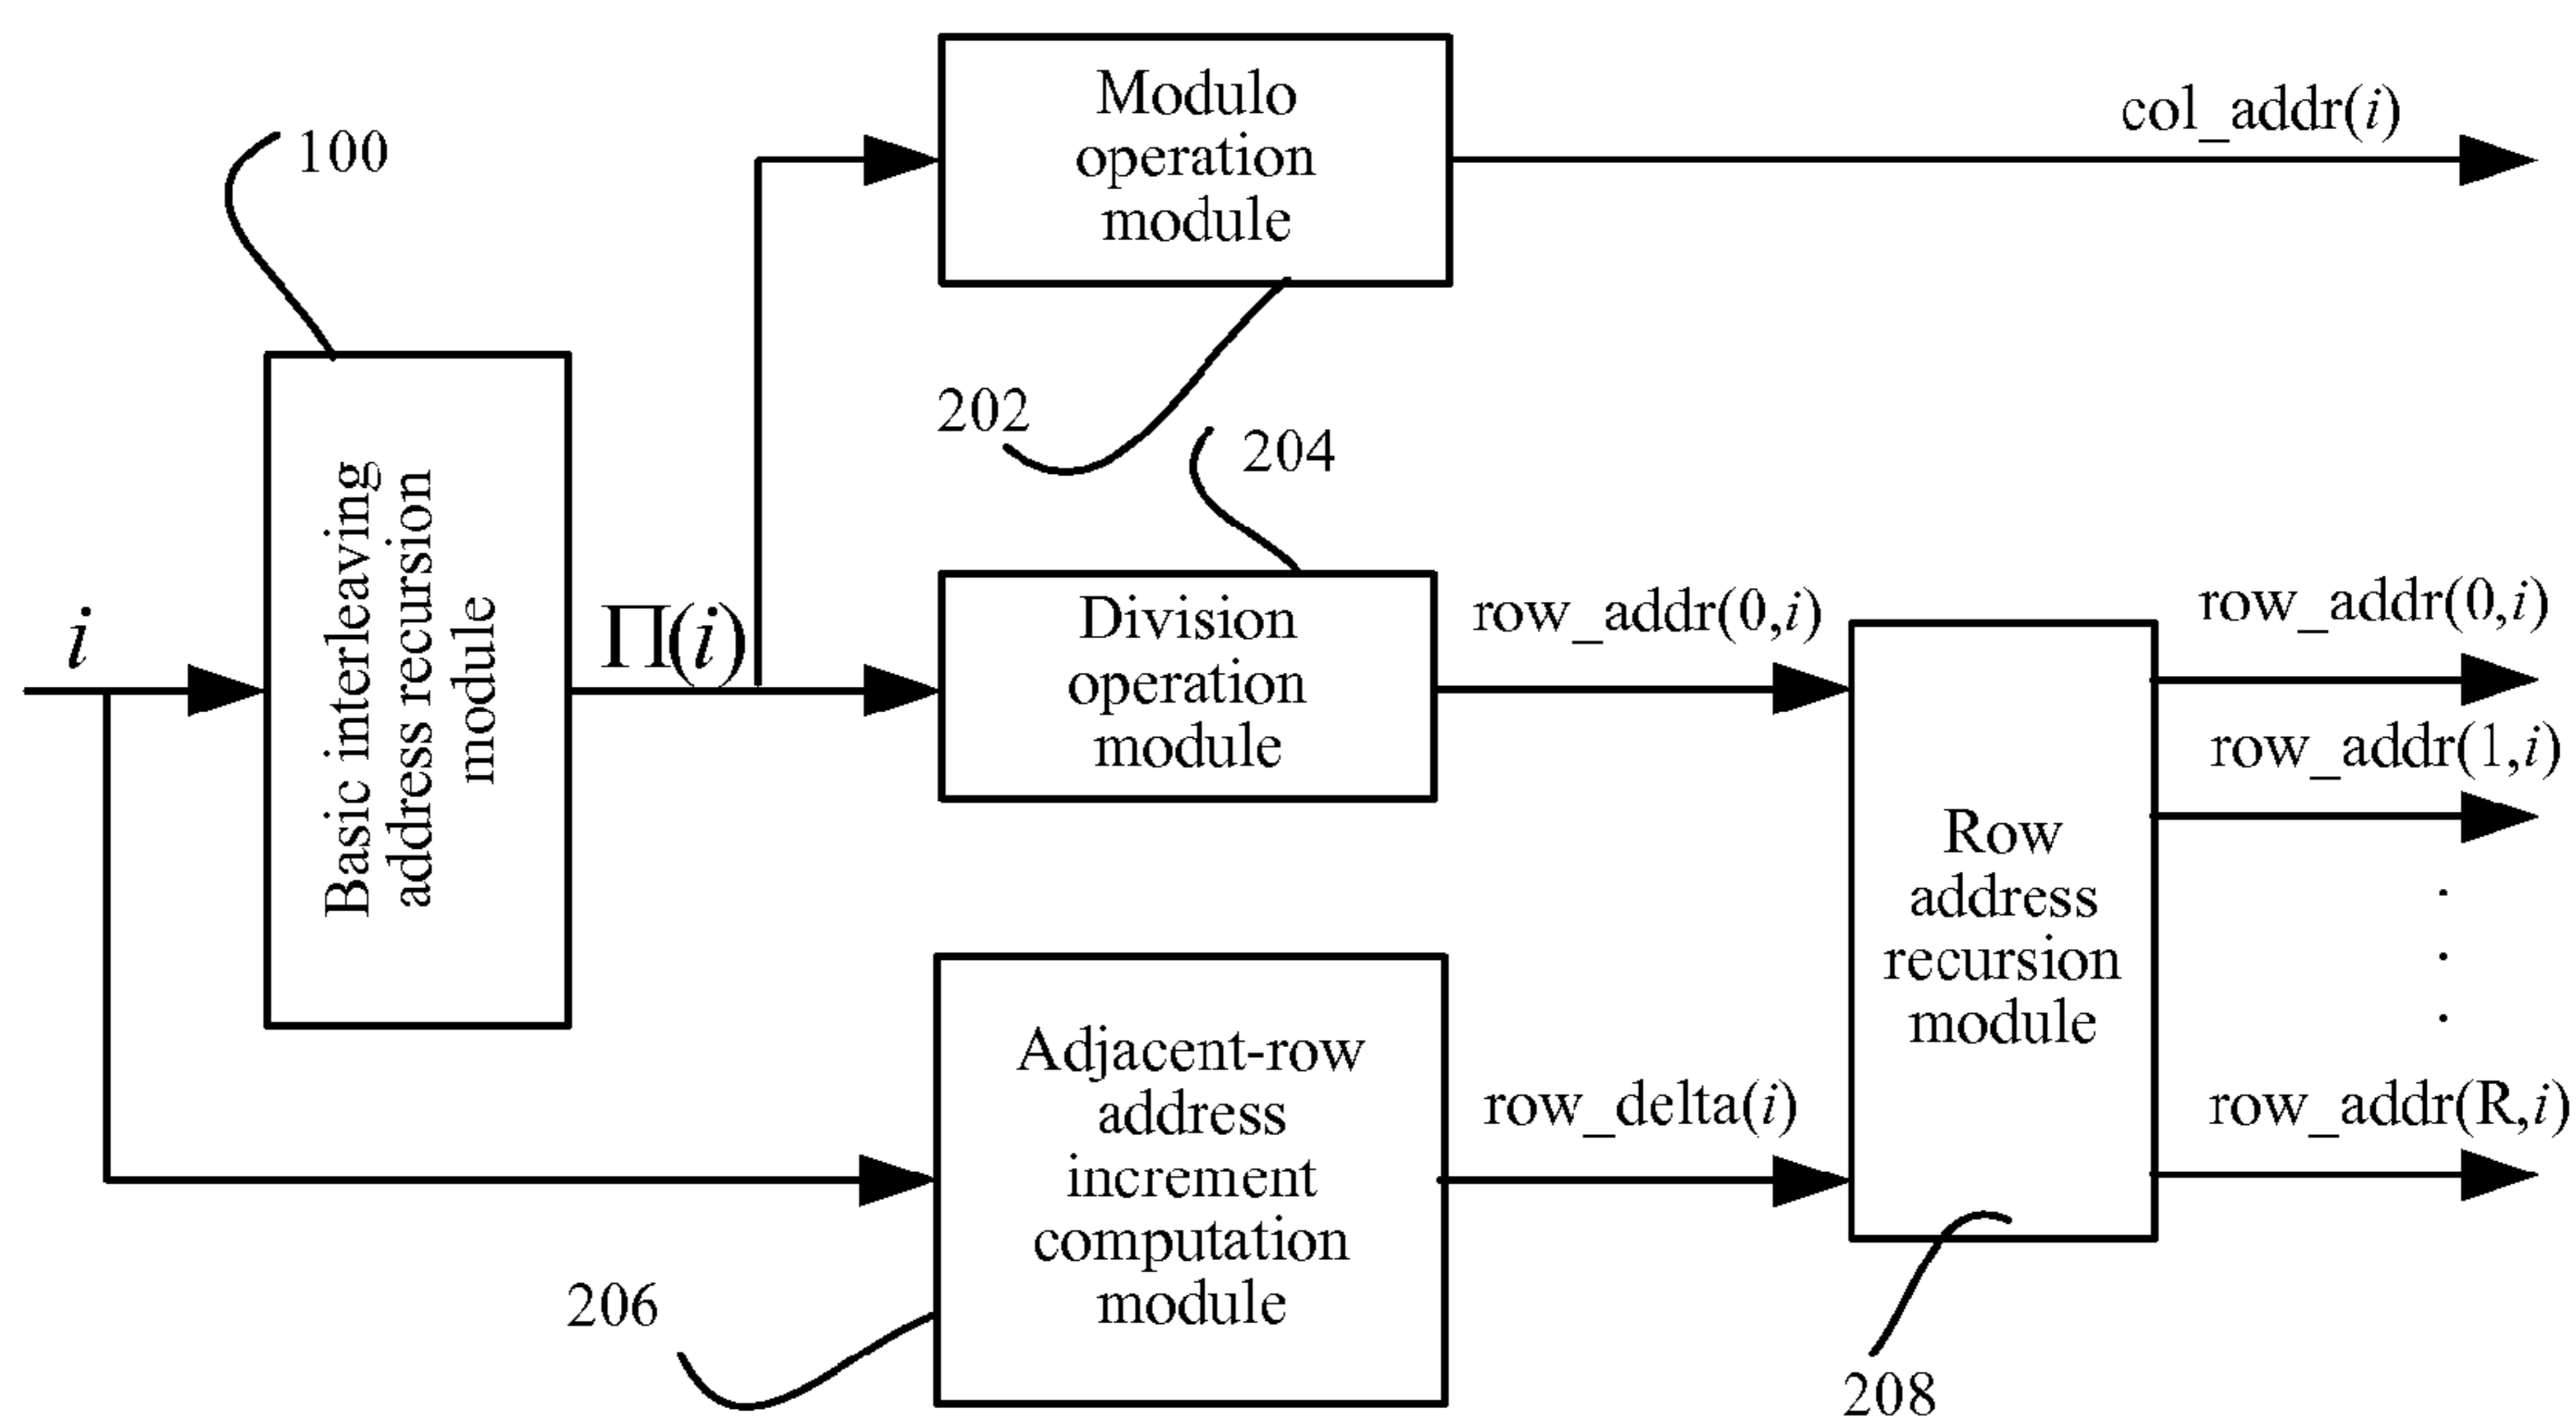 Modulo
operation
module
col_addr(i)
100
202
204
Basic interleaving
address recursion
module
i
Π(i)
Division
operation
module
row_addr(0,i)
row_addr(0,i)
row_addr(1,i)
Row
address
recursion
module
.
.
.
Adjacent-row
address
increment
computation
module
row_delta(i)
row_addr(R,i)
206
208